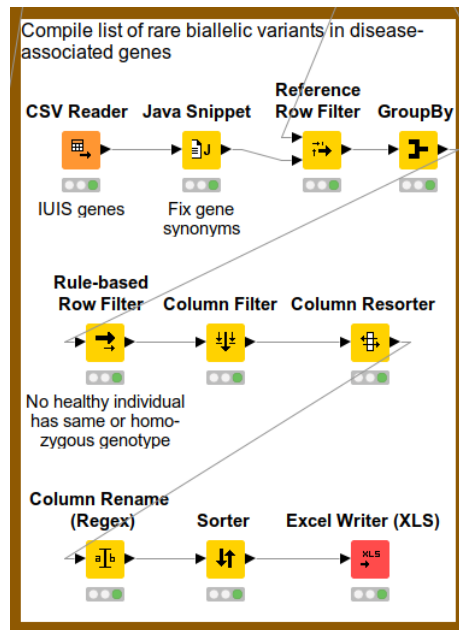 Compile list of rare biallelic variants in disease-
associated genes
Reference
CSV Reader Java Snippet Row Filter GroupBy
J
IUIS genes Fix gene
synonyms
Rule-based
Row Filter Column Filter Column Resorter
No healthy individual
has same or homo-
zygous genotype
Column Rename
(Regex) Sorter Excel Writer (XLS)
a b XLS